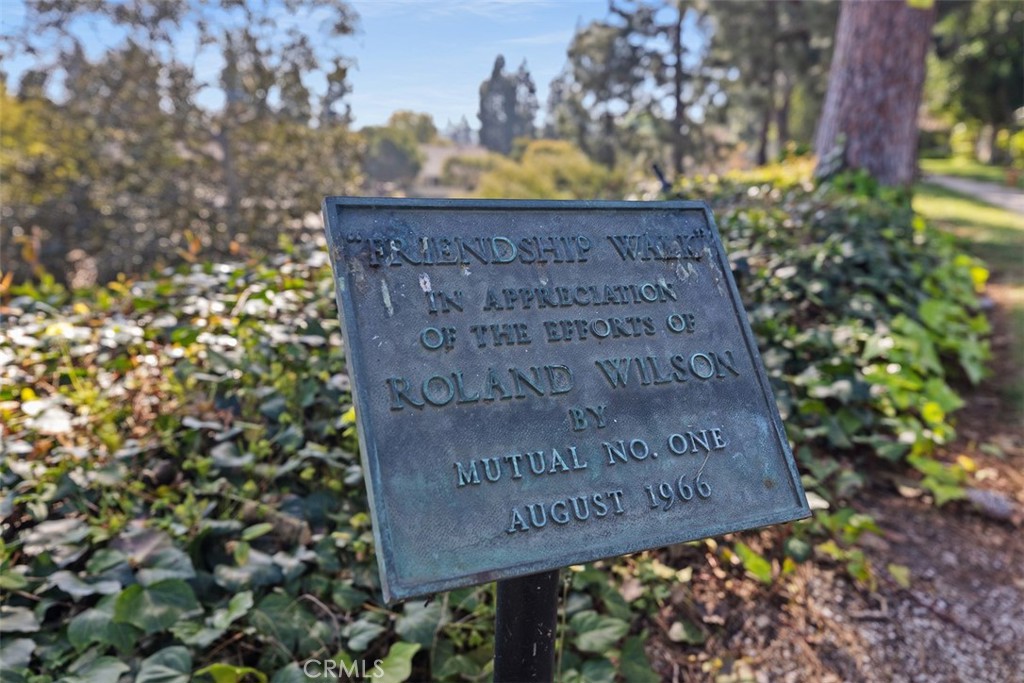 "FRIENDSHIP WALK"
IN APPRECIATION
OF THE EFFORTS OF
ROLAND WILSON
BY
MUTUAL NO. ONE
AUGUST 1966
CRMLS